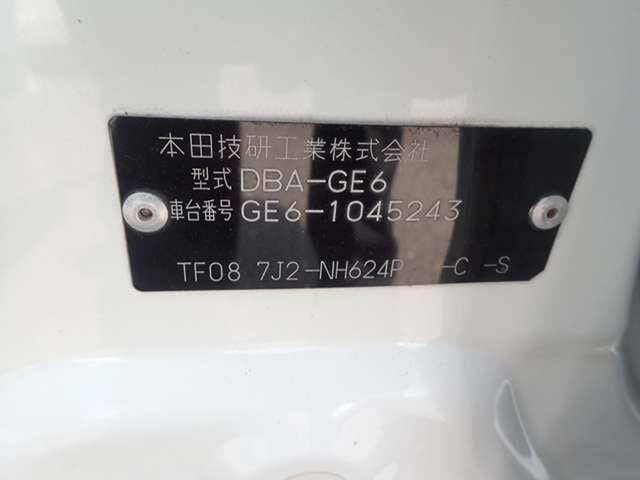 本田技研工業株式会社
型式 DBA-GE6
車台番号 GE6-1045243
TF08 7J2-NH624P -C -S